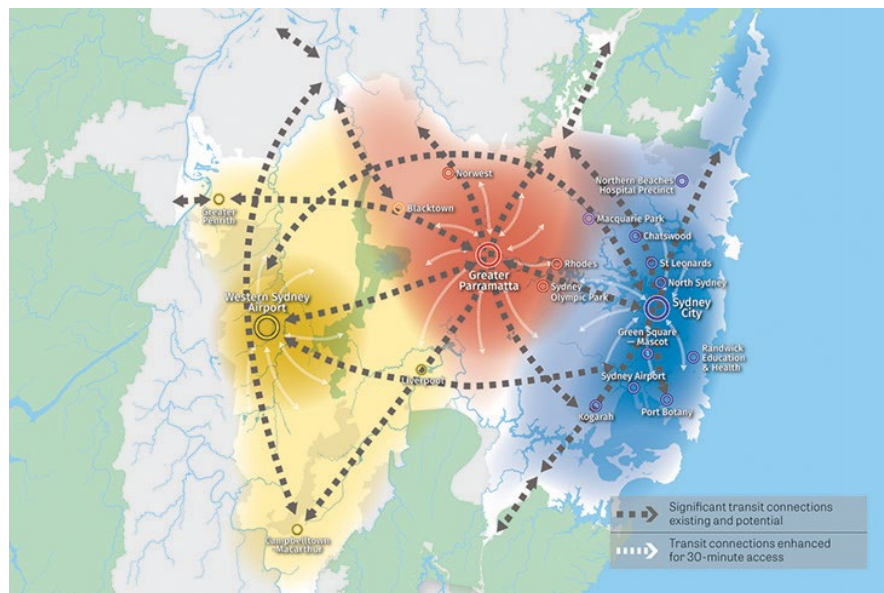 Norwest
Northern Beaches
Hospital Precinct
Greater
Penrith
Blacktown
Macquarie Park
Chatswood
Greater
Parramatta
Rhodes
St Leonards
Sydney
Olympic Park
North Sydney
Western Sydney
Airport
Sydney
City
Green Square
—Mascot
Randwick
Education
& Health
Liverpool
Sydney Airport
Kogarah
Port Botany
Campbelltown
-Macarthur
Significant transit connections
existing and potential
Transit connections enhanced
for 30-minute access